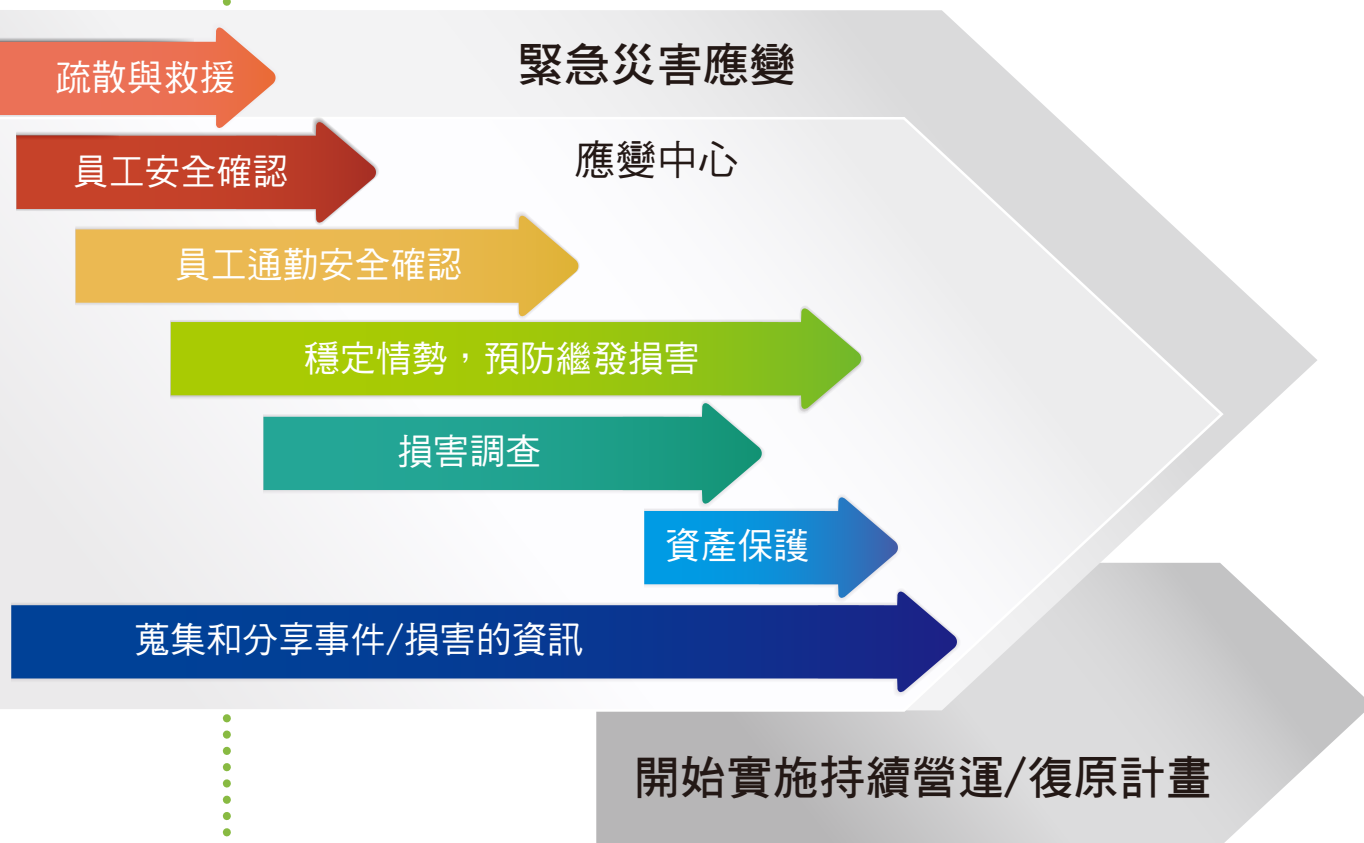 緊急災害應變
疏散與救援
應變中心
員工安全確認
員工通勤安全確認
穩定情勢，預防繼發損害
損害調查
資產保護
蒐集和分享事件/損害的資訊
開始實施持續營運/復原計畫